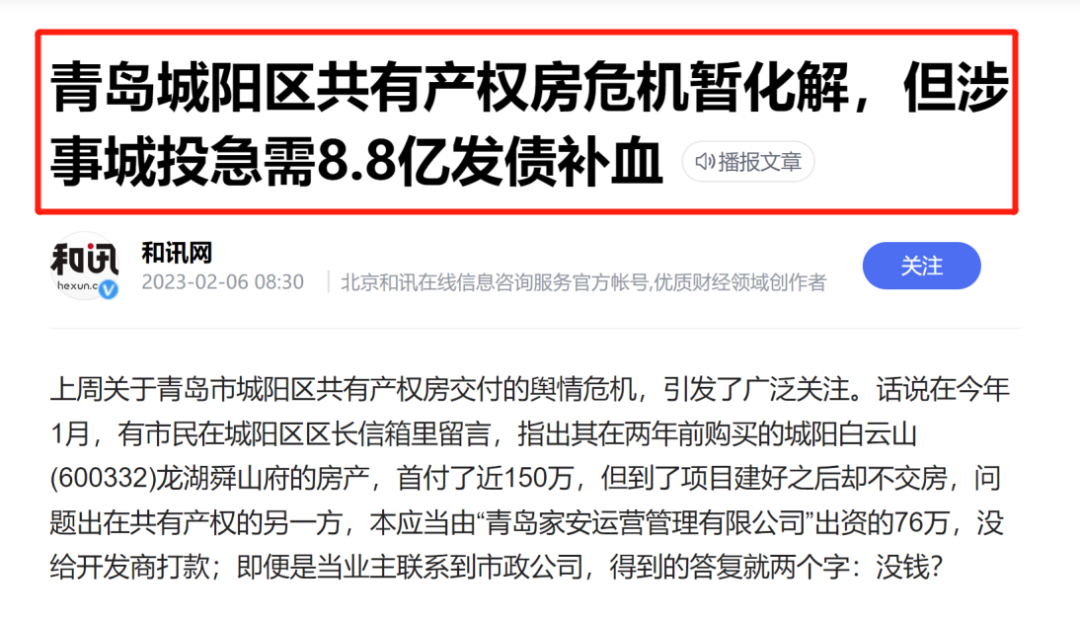 青岛城阳区共有产权房危机暂化解，但涉
事城投急需8.8亿发债补血
播报文章
和讯
hexun.c
和讯网
2023-02-06 08:30
北京和讯在线信息咨询服务官方帐号,优质财经领域创作者
关注
上周关于青岛市城阳区共有产权房交付的舆情危机，引发了广泛关注。话说在今年
1月，有市民在城阳区区长信箱里留言，指出其在两年前购买的城阳白云山
(600332)龙湖舜山府的房产，首付了近150万，但到了项目建好之后却不交房，问
题出在共有产权的另一方，本应当由“青岛家安运营管理有限公司”出资的76万，没
给开发商打款；即便是当业主联系到市政公司，得到的答复就两个字：没钱？